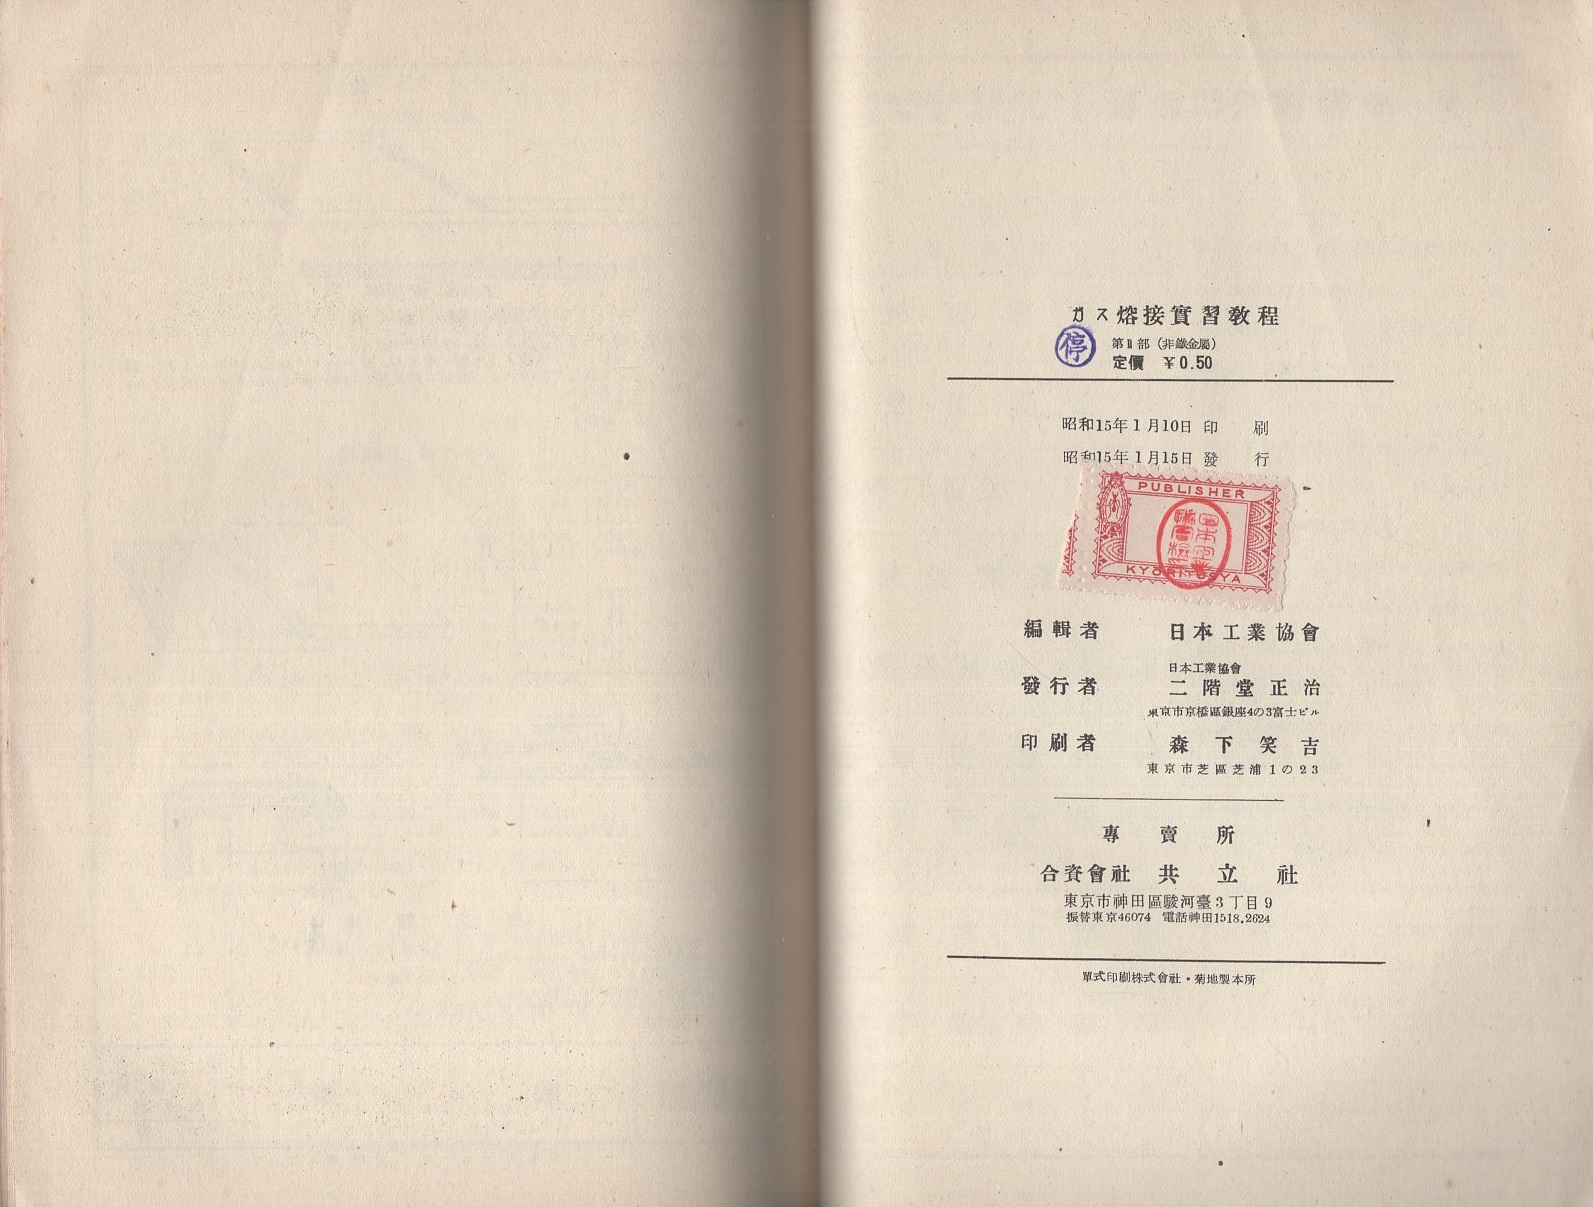 ガス熔接實習敎程
停
第Ⅱ部（非鐵金屬）
定價 ￥0.50
昭和15年1月10日 印 刷
昭和15年1月15日 發 行
PUBLISHER
KYORITUSYA
編輯者 日本工業協會
日本工業協會
發行者 二階堂正治
東京市京橋區銀座4の3富士ビル
印刷者 森下笑吉
東京市芝區芝浦1の23
專賣所
合資會社 共立社
東京市神田區駿河臺3丁目9
振替東京46074 電話神田1518.2624
單式印刷株式會社・菊地製本所